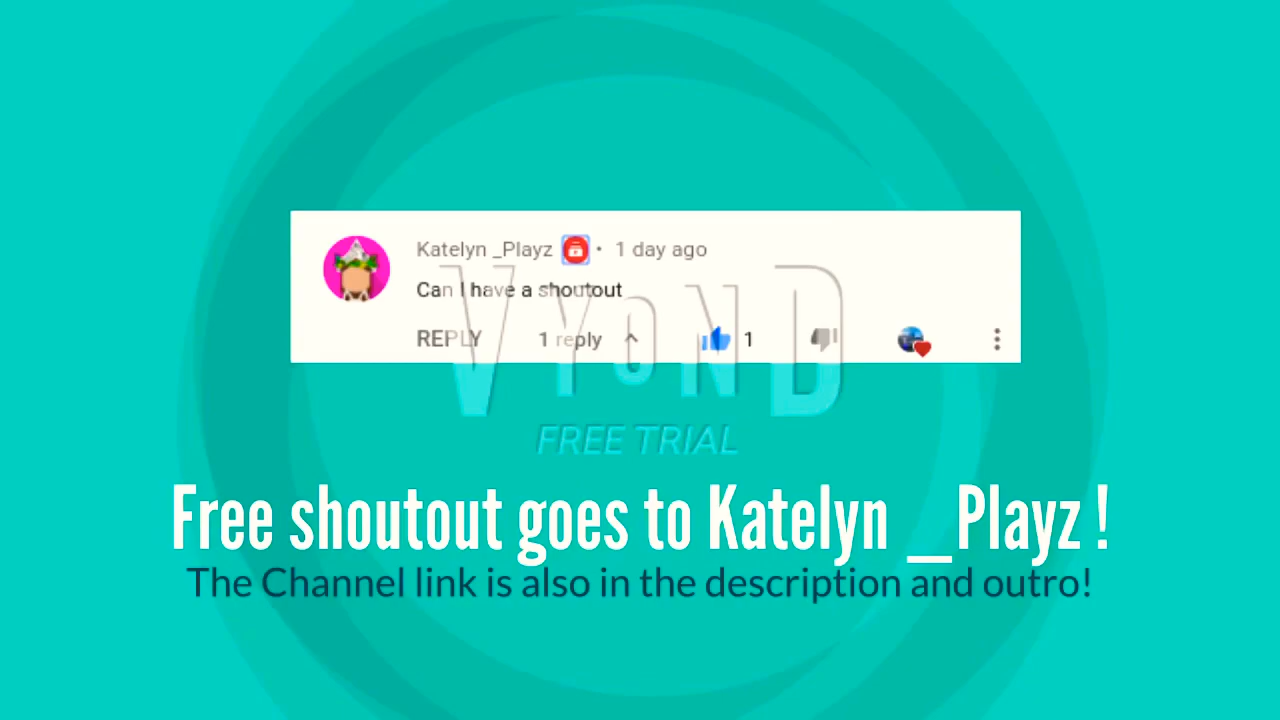 Katelyn _Playz • 1 day ago
Can I have a shoutout
REPLY 1 reply 1
VYOND
FREE TRIAL
Free shoutout goes to Katelyn _Playz !
The Channel link is also in the description and outro!